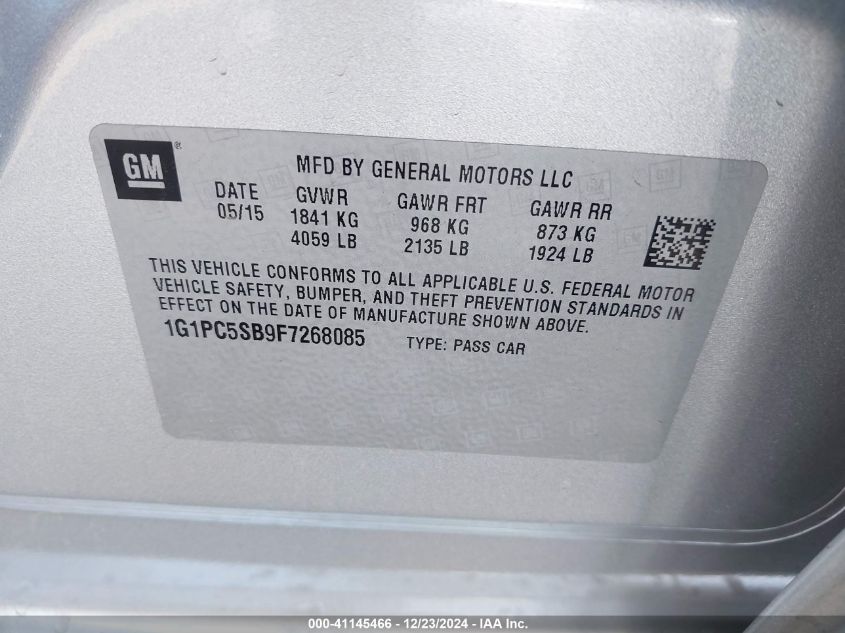 GM ®
MFD BY GENERAL MOTORS LLC
DATE GVWR GAWR FRT GAWR RR
05/15 1841 KG 968 KG 873 KG
4059 LB 2135 LB 1924 LB
THIS VEHICLE CONFORMS TO ALL APPLICABLE U.S. FEDERAL MOTOR
VEHICLE SAFETY, BUMPER, AND THEFT PREVENTION STANDARDS IN
EFFECT ON THE DATE OF MANUFACTURE SHOWN ABOVE.
1G1PC5SB9F7268085 TYPE: PASS CAR
000-41145466 - 12/23/2024 - IAA Inc.